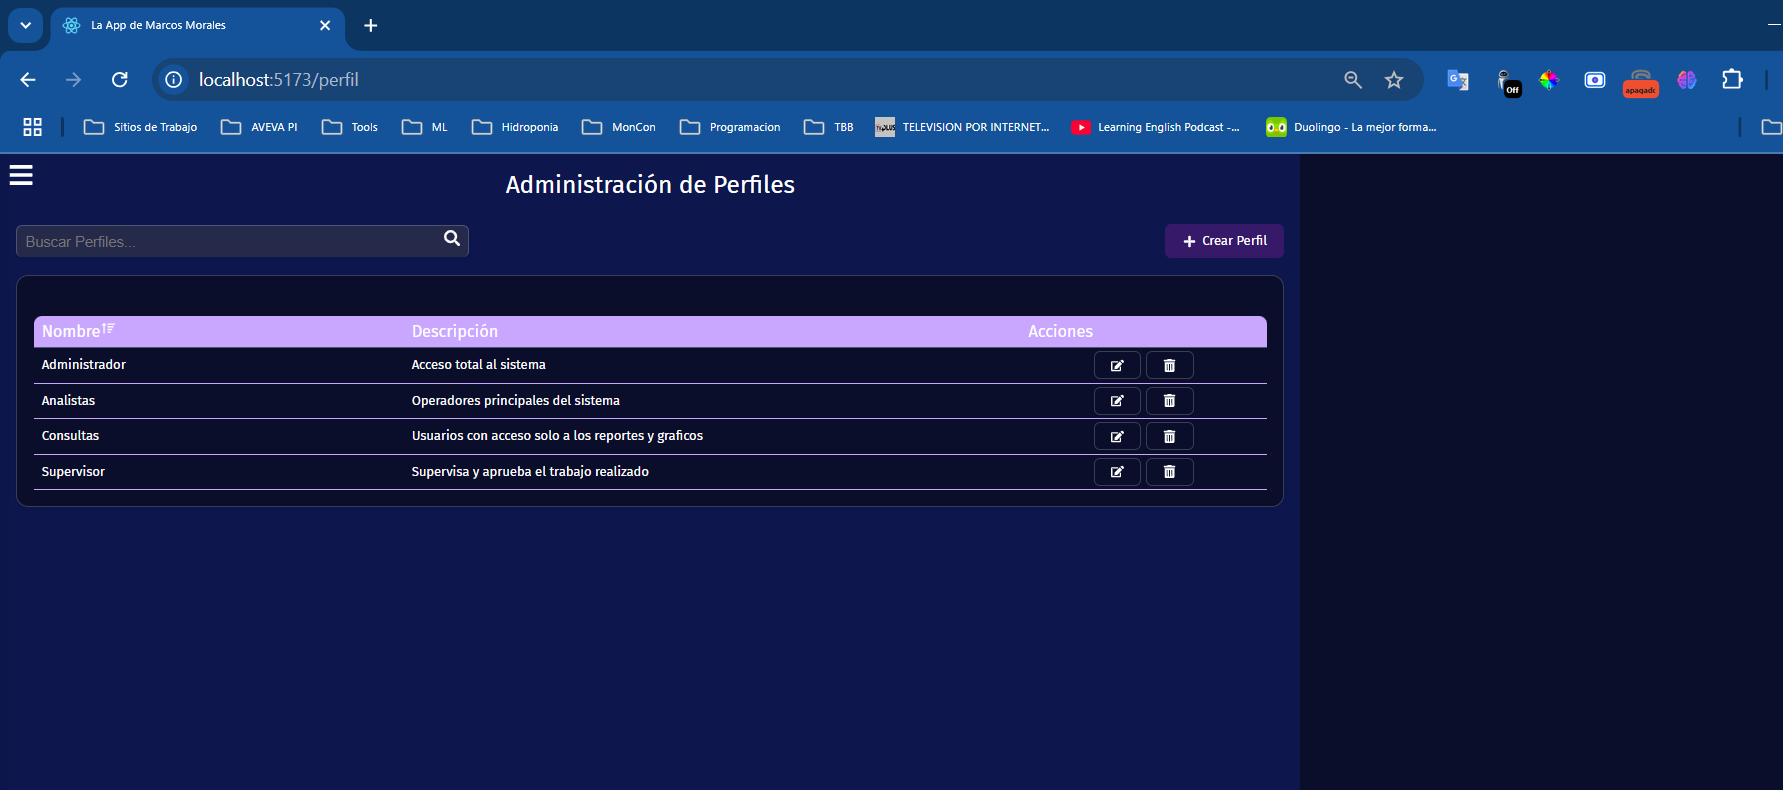 La App de Marcos Morales
localhost:5173/perfil
Off
apagadc
Sitios de Trabajo
AVEVA PI
Tools
ML
Hidroponia
MonCon
Programacion
TBB
TELEVISION POR INTERNET...
Learning English Podcast -...
Duolingo - La mejor forma...
Administración de Perfiles
Buscar Perfiles...
Crear Perfil
Nombre Descripción Acciones
Administrador Acceso total al sistema
Analistas Operadores principales del sistema
Consultas Usuarios con acceso solo a los reportes y graficos
Supervisor Supervisa y aprueba el trabajo realizado